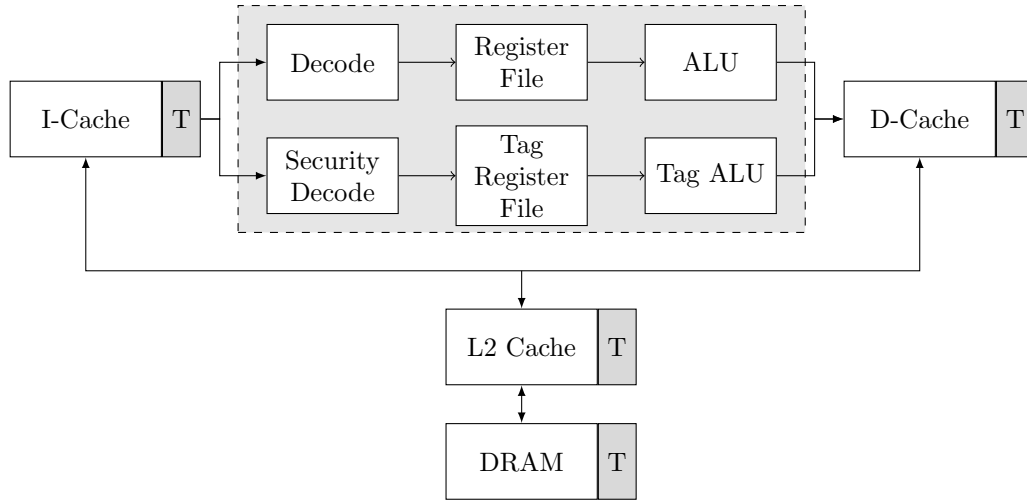 Decode
Register
File
ALU
I-Cache
T
D-Cache
T
Security
Decode
Tag
Register
File
Tag ALU
L2 Cache
T
DRAM
T